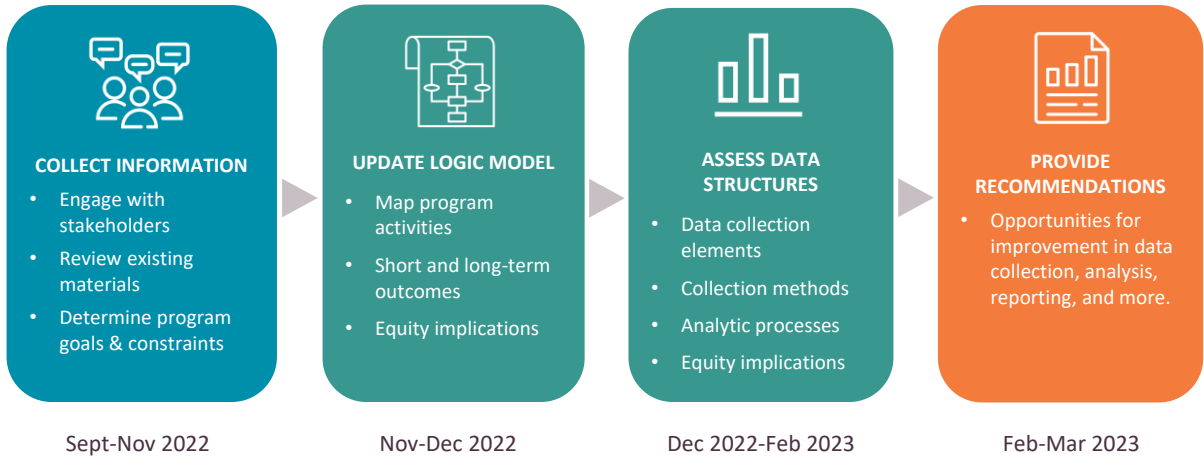 COLLECT INFORMATION
• Engage with
stakeholders
• Review existing
materials
• Determine program
goals & constraints
Sept-Nov 2022
UPDATE LOGIC MODEL
• Map program
activities
• Short and long-term
outcomes
• Equity implications
Nov-Dec 2022
ASSESS DATA
STRUCTURES
• Data collection
elements
• Collection methods
• Analytic processes
• Equity implications
Dec 2022-Feb 2023
PROVIDE
RECOMMENDATIONS
• Opportunities for
improvement in data
collection, analysis,
reporting, and more.
Feb-Mar 2023